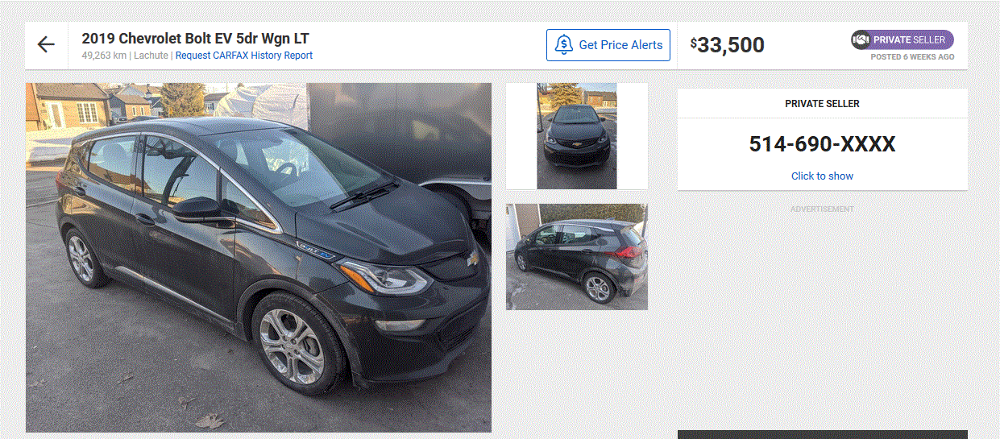 2019 Chevrolet Bolt EV 5dr Wgn LT
49,263 km | Lachute | Request CARFAX History Report
Get Price Alerts
$33,500
PRIVATE SELLER
POSTED 6 WEEKS AGO
PRIVATE SELLER
514-690-XXXX
Click to show
ADVERTISEMENT